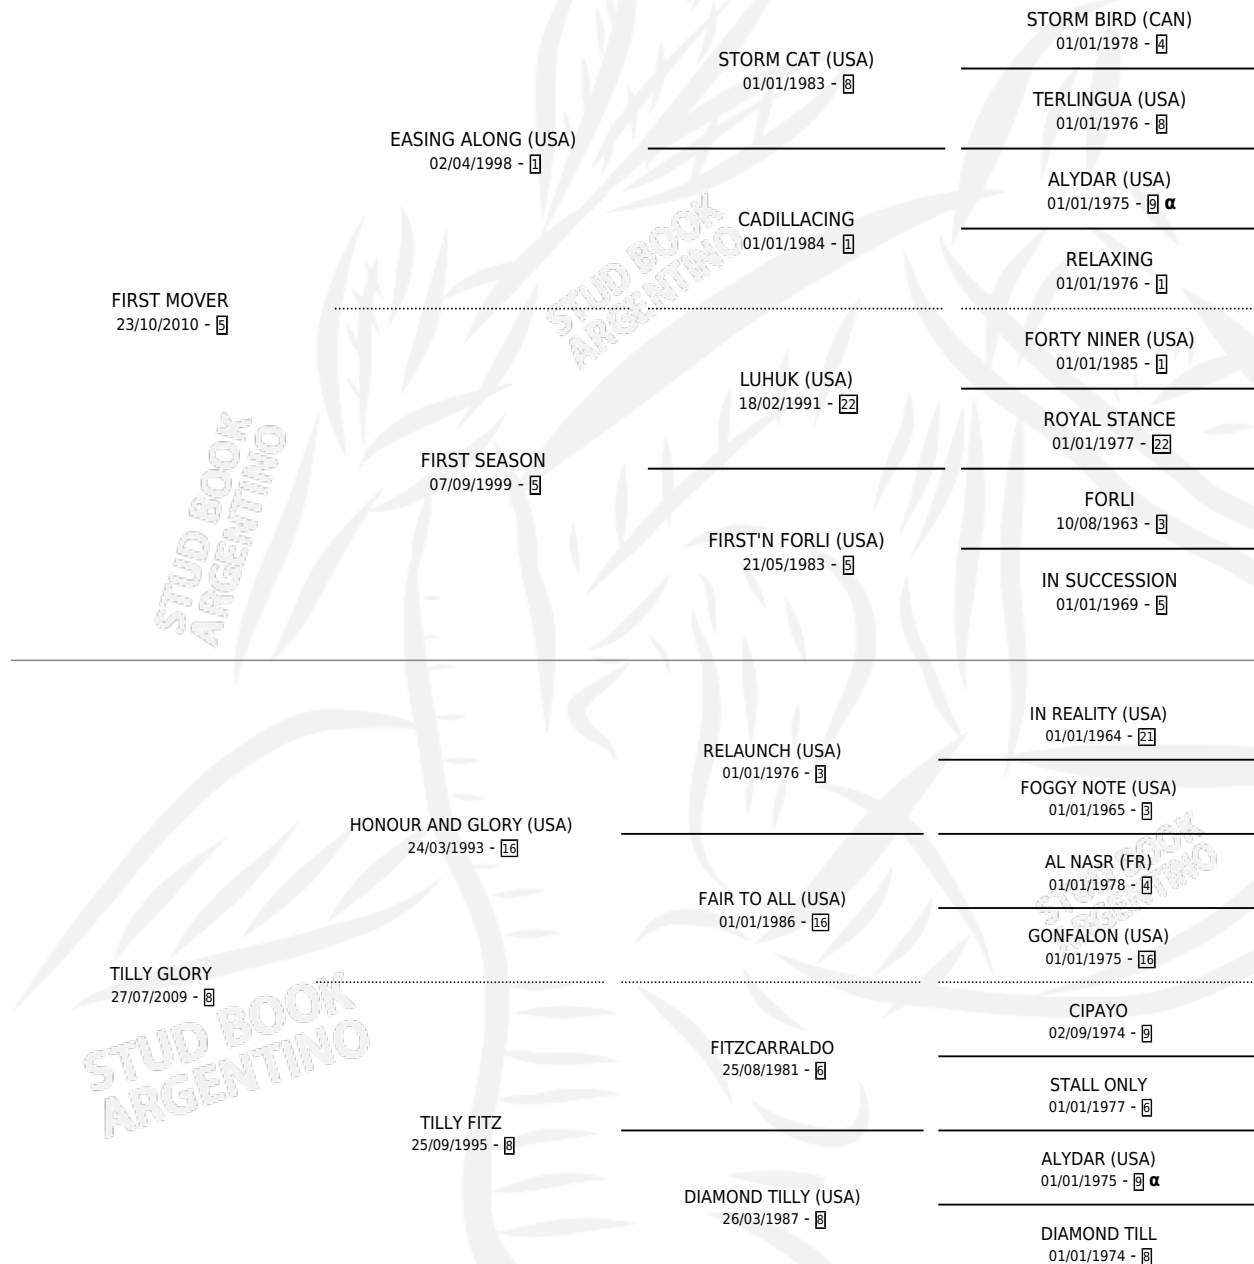 STORM BIRD (CAN)
01/01/1978 - 4
STORM CAT (USA)
01/01/1983 - 8
TERLINGUA (USA)
01/01/1976 - 8
EASING ALONG (USA)
02/04/1998 - 1
ALYDAR (USA)
01/01/1975 - 9 α
CADILLACING
01/01/1984 - 1
RELAXING
01/01/1976 - 1
FIRST MOVER
23/10/2010 - 5
FORTY NINER (USA)
01/01/1985 - 1
LUHUK (USA)
18/02/1991 - 22
ROYAL STANCE
01/01/1977 - 22
FIRST SEASON
07/09/1999 - 5
FORLI
10/08/1963 - 3
FIRST'N FORLI (USA)
21/05/1983 - 5
IN SUCCESSION
01/01/1969 - 5
STUD BOOK
ARGENTINO
STUD BOOK
ARGENTINO
IN REALITY (USA)
01/01/1964 - 21
RELAUNCH (USA)
01/01/1976 - 3
FOGGY NOTE (USA)
01/01/1965 - 3
HONOUR AND GLORY (USA)
24/03/1993 - 16
AL NASR (FR)
01/01/1978 - 4
FAIR TO ALL (USA)
01/01/1986 - 16
GONFALON (USA)
01/01/1975 - 16
TILLY GLORY
27/07/2009 - 8
CIPAYO
02/09/1974 - 9
FITZCARRALDO
25/08/1981 - 6
STALL ONLY
01/01/1977 - 6
TILLY FITZ
25/09/1995 - 8
ALYDAR (USA)
01/01/1975 - 9 α
DIAMOND TILLY (USA)
26/03/1987 - 8
DIAMOND TILL
01/01/1974 - 8
STUD BOOK
ARGENTINO
STUD BOOK
ARGENTINO